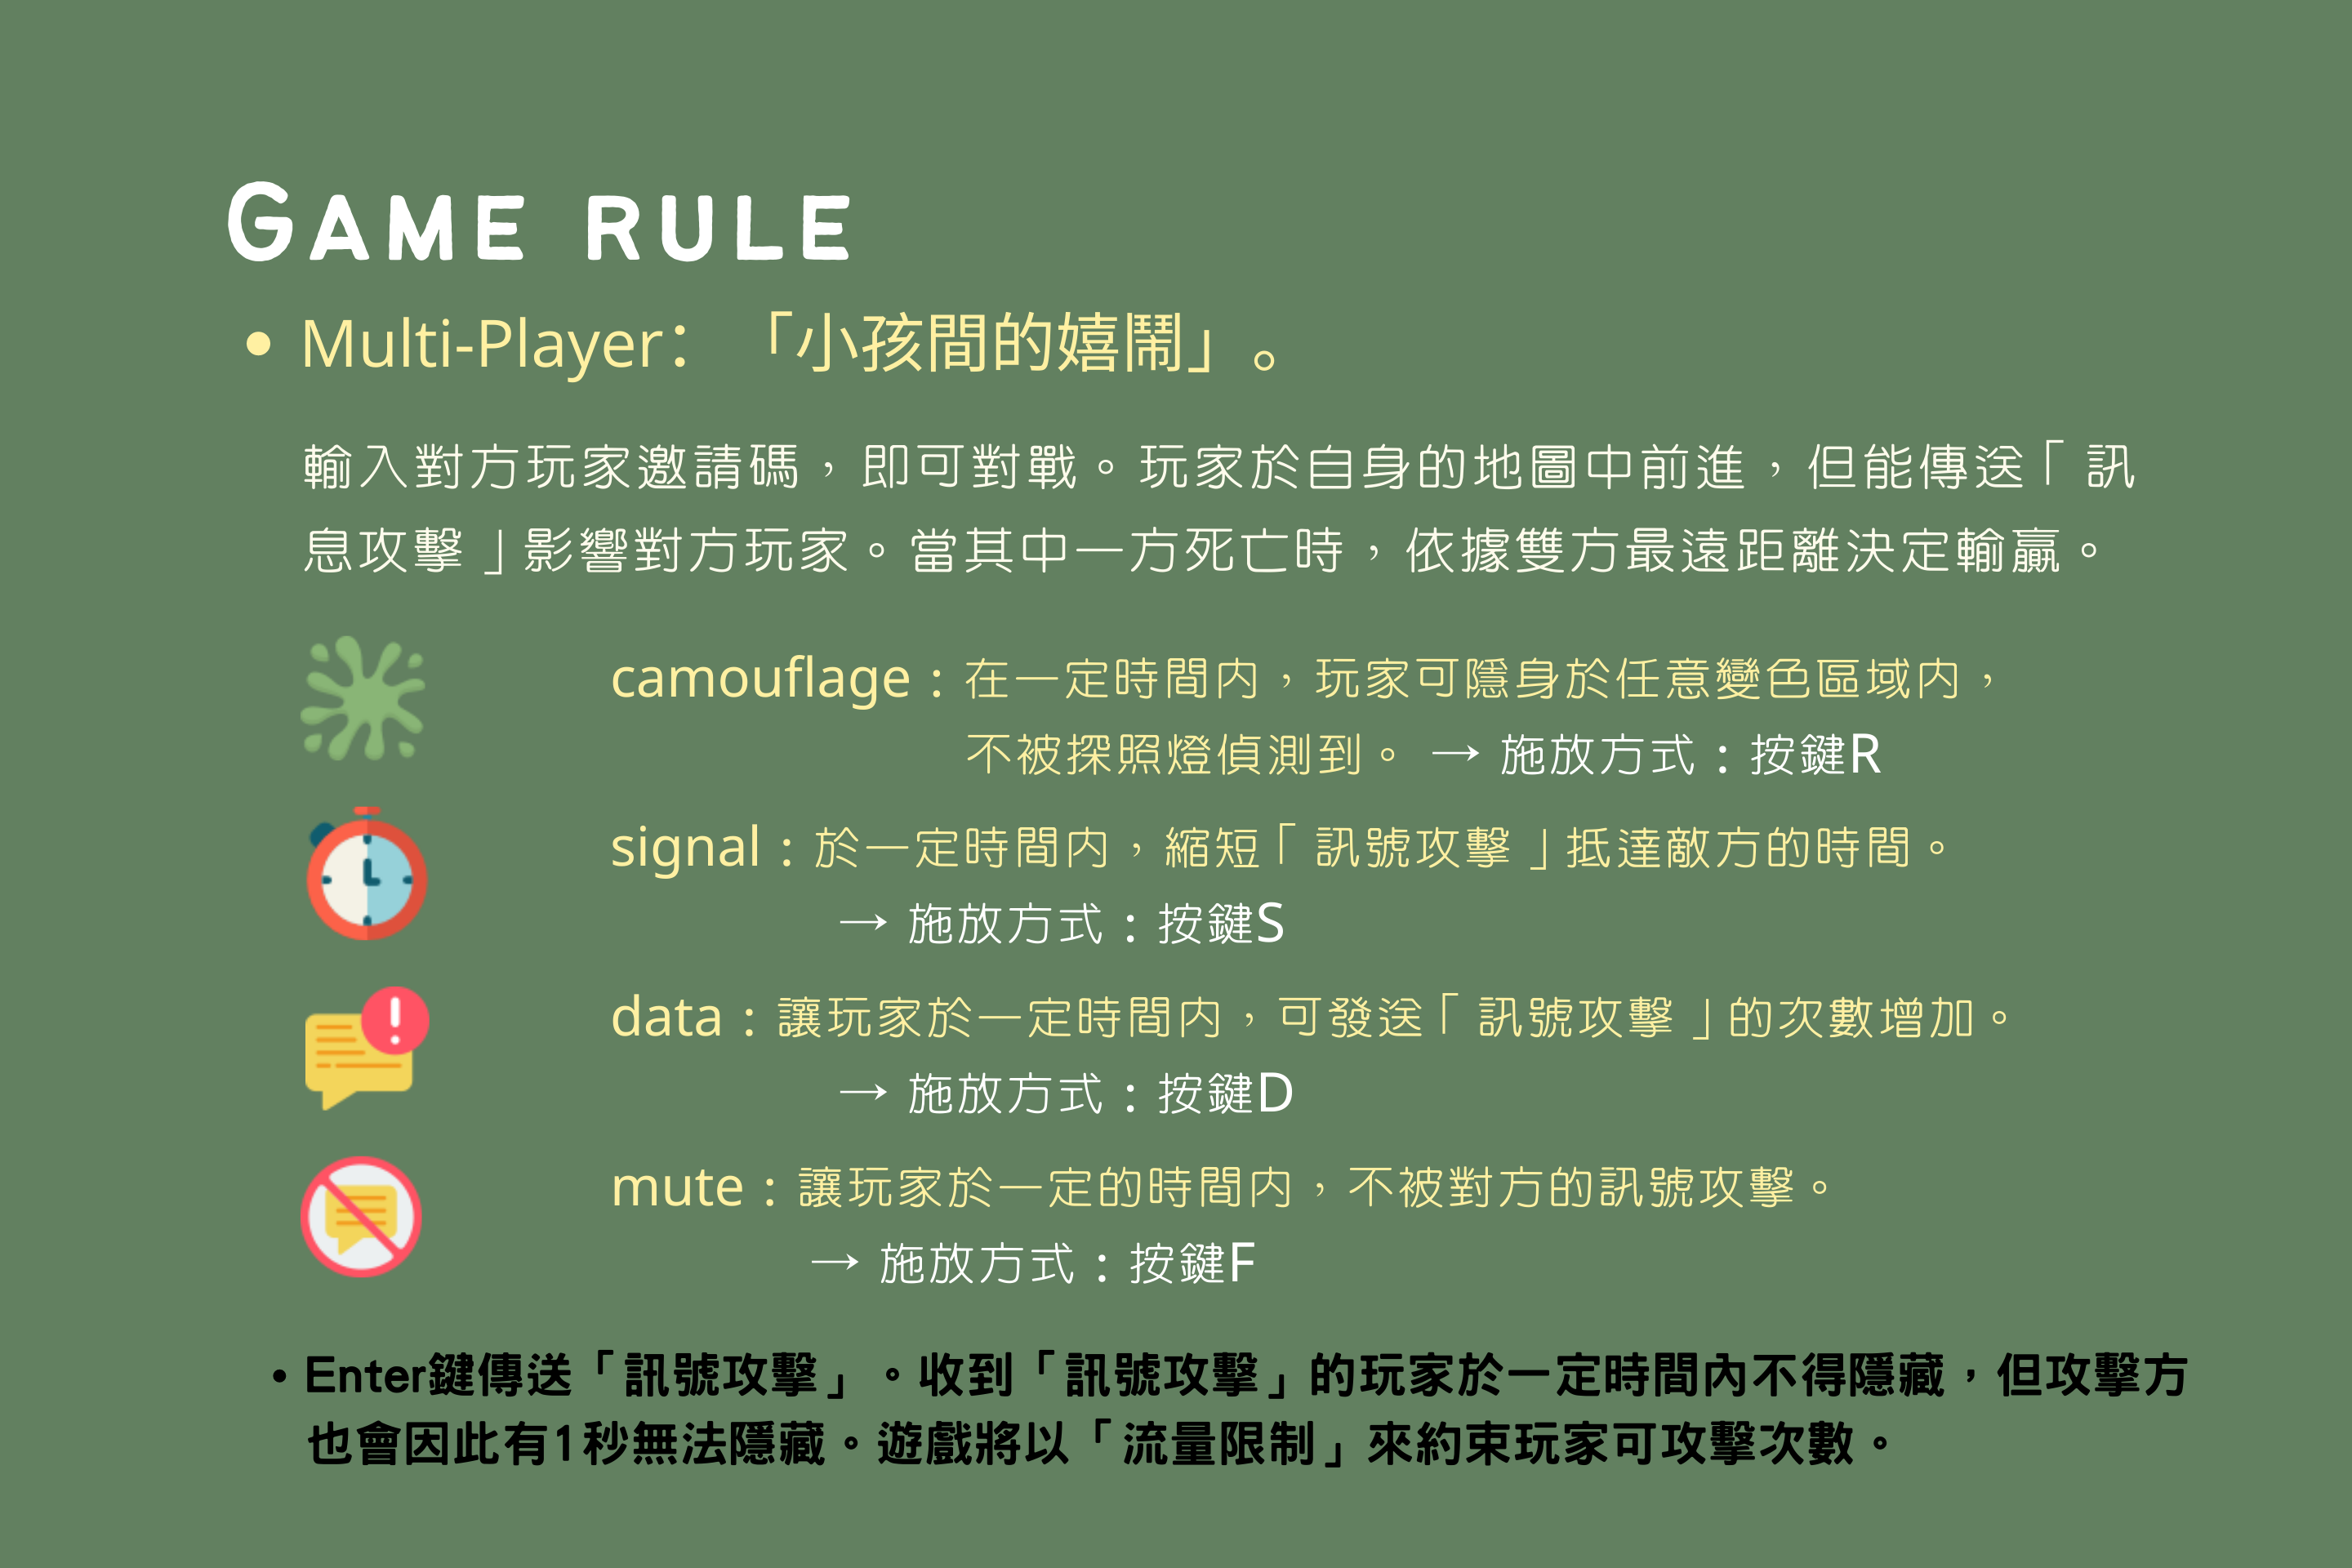 GAME RULE
• Multi-Player：「小孩間的嬉鬧」。
輸入對方玩家邀請碼，即可對戰。玩家於自身的地圖中前進，但能傳送「訊
息攻擊」影響對方玩家。當其中一方死亡時，依據雙方最遠距離決定輸贏。
camouflage：在一定時間內，玩家可隱身於任意變色區域內，
不被探照燈偵測到。 → 施放方式：按鍵R
signal：於一定時間內，縮短「訊號攻擊」抵達敵方的時間。
→ 施放方式：按鍵S
data：讓玩家於一定時間內，可發送「訊號攻擊」的次數增加。
→ 施放方式：按鍵D
mute：讓玩家於一定的時間內，不被對方的訊號攻擊。
→ 施放方式：按鍵F
• Enter鍵傳送「訊號攻擊」。收到「訊號攻擊」的玩家於一定時間內不得隱藏，但攻擊方
也會因此有1秒無法隱藏。遊戲將以「流量限制」來約束玩家可攻擊次數。